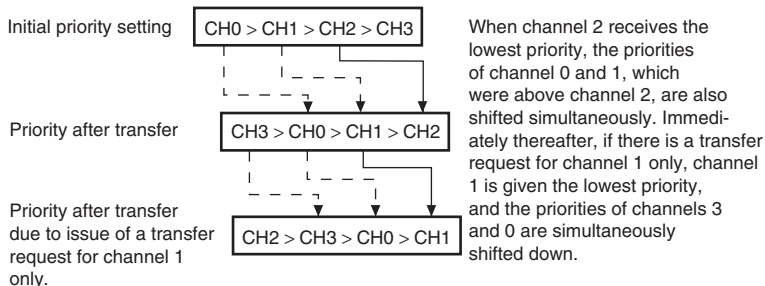 Initial priority setting
CH0 > CH1 > CH2 > CH3
Priority after transfer
CH3 > CH0 > CH1 > CH2
Priority after transfer
due to issue of a transfer
request for channel 1
only.
CH2 > CH3 > CH0 > CH1
When channel 2 receives the
lowest priority, the priorities
of channel 0 and 1, which
were above channel 2, are also
shifted simultaneously. Immedi-
ately thereafter, if there is a transfer
request for channel 1 only, channel
1 is given the lowest priority,
and the priorities of channels 3
and 0 are simultaneously
shifted down.